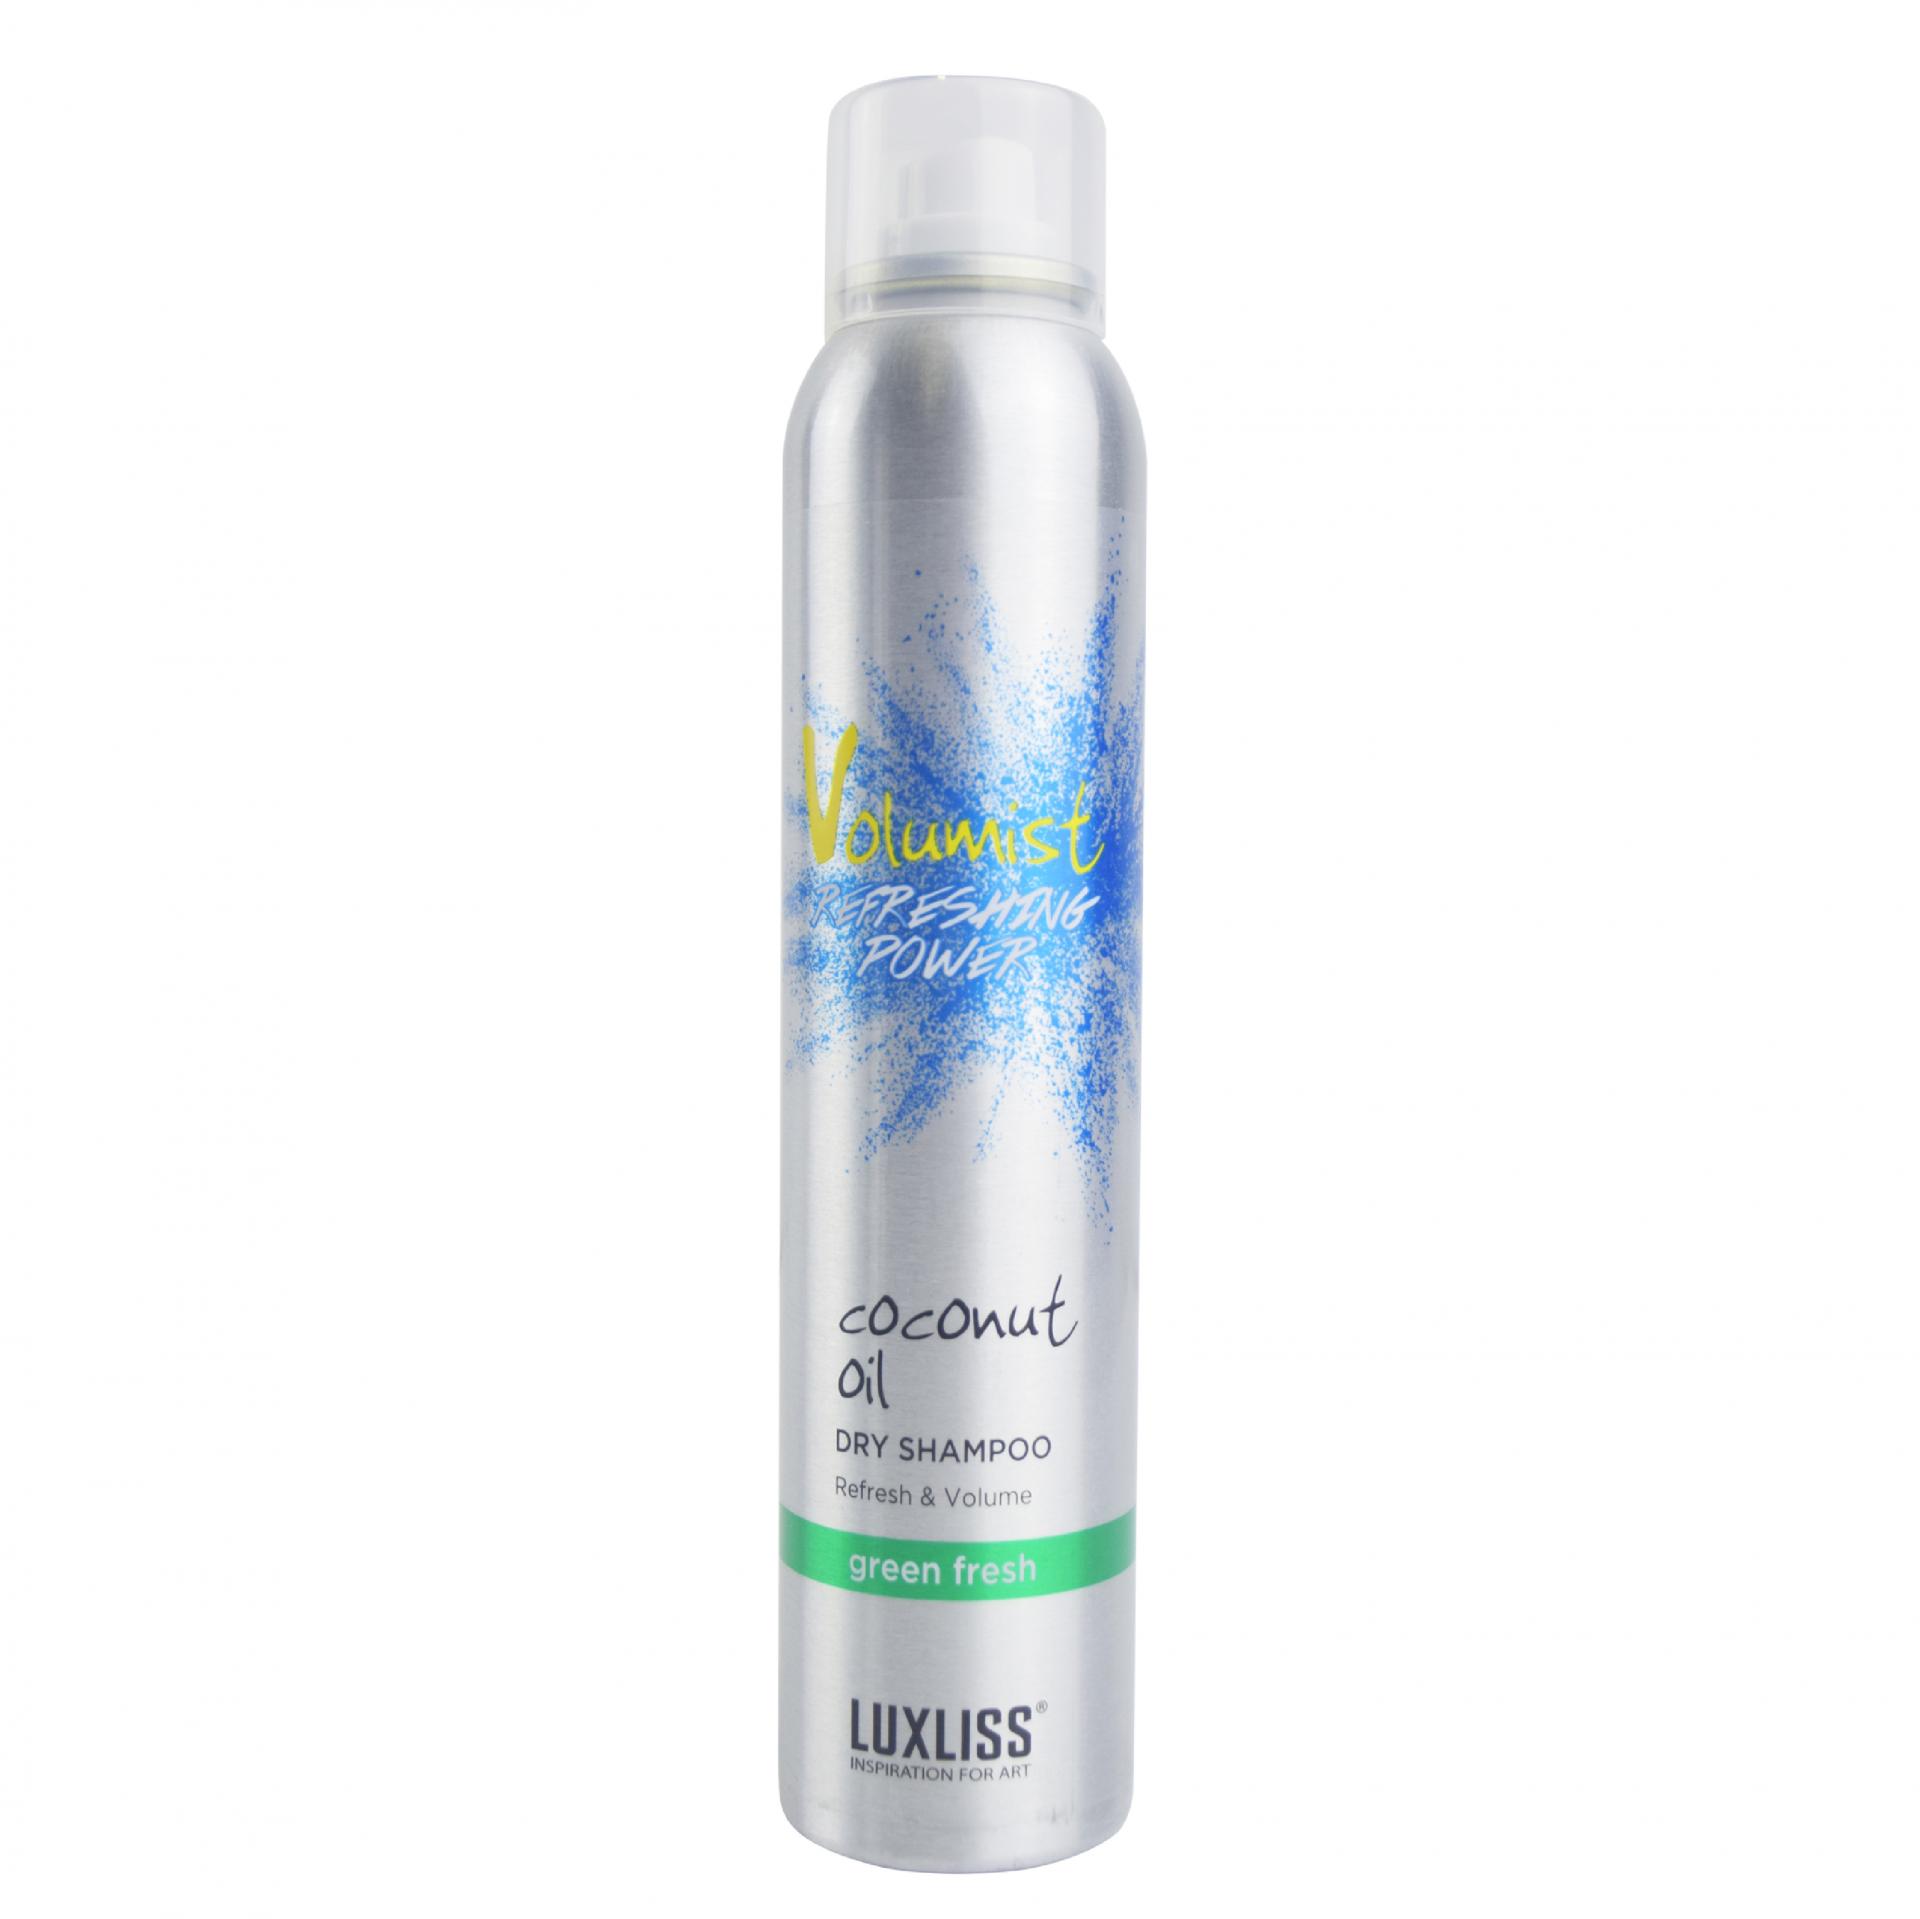 Volumist
REFRESHING
POWER
coconut
oil
DRY SHAMPOO
Refresh & Volume
green fresh
LUXLISS®
INSPIRATION FOR ART